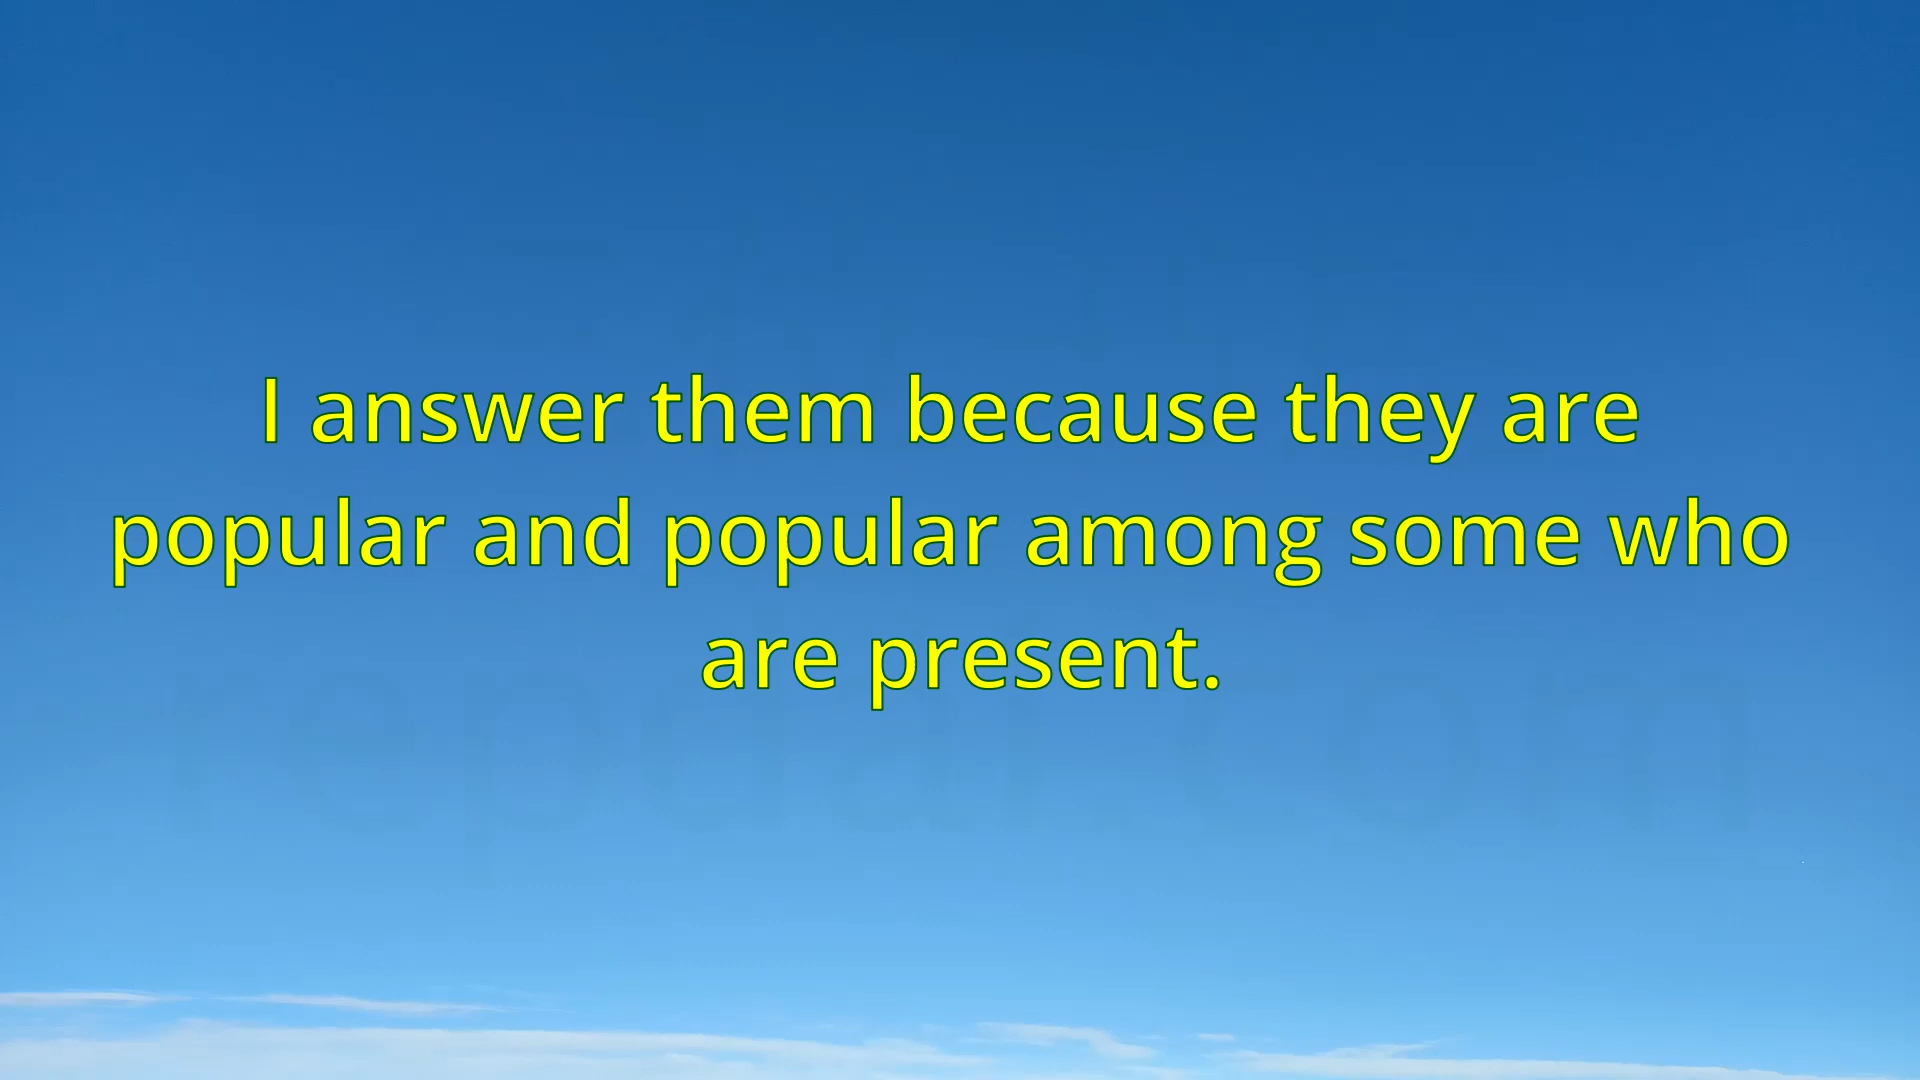 I answer them because they are
popular and popular among some who
are present.